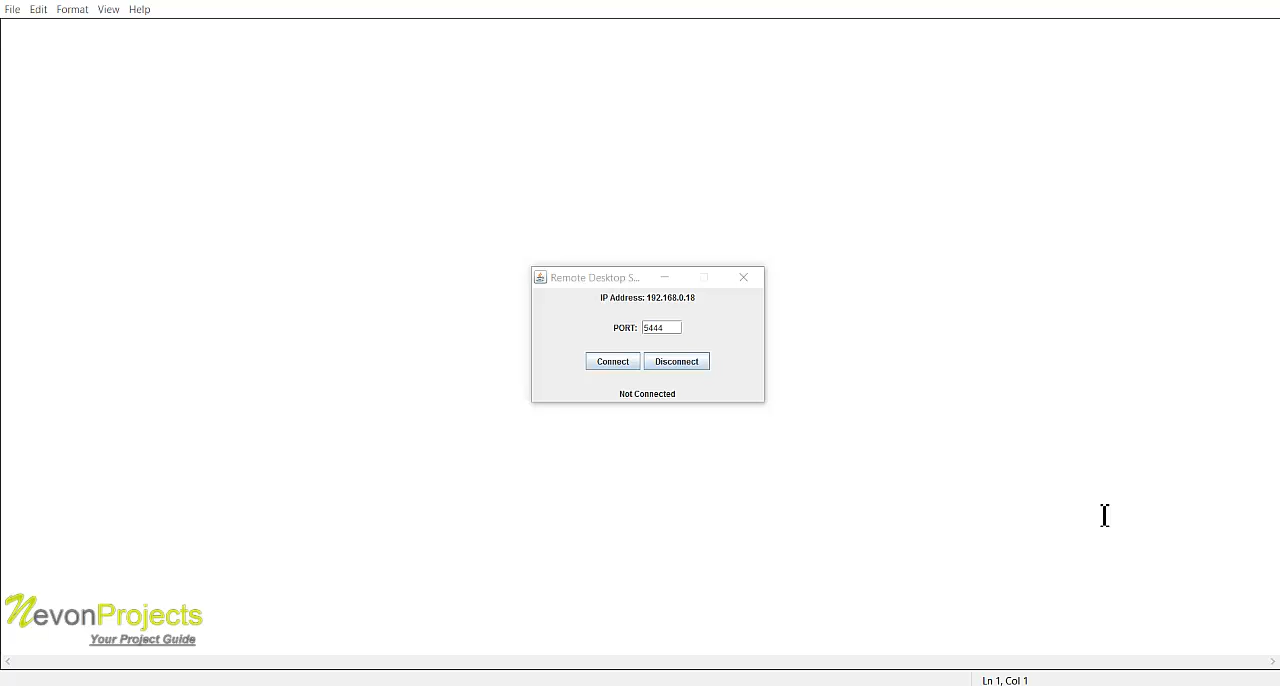 File Edit Format View Help
Remote Desktop S...
IP Address: 192.168.0.18
PORT: 5444
Connect Disconnect
Not Connected
NevonProjects
Your Project Guide
Ln 1, Col 1